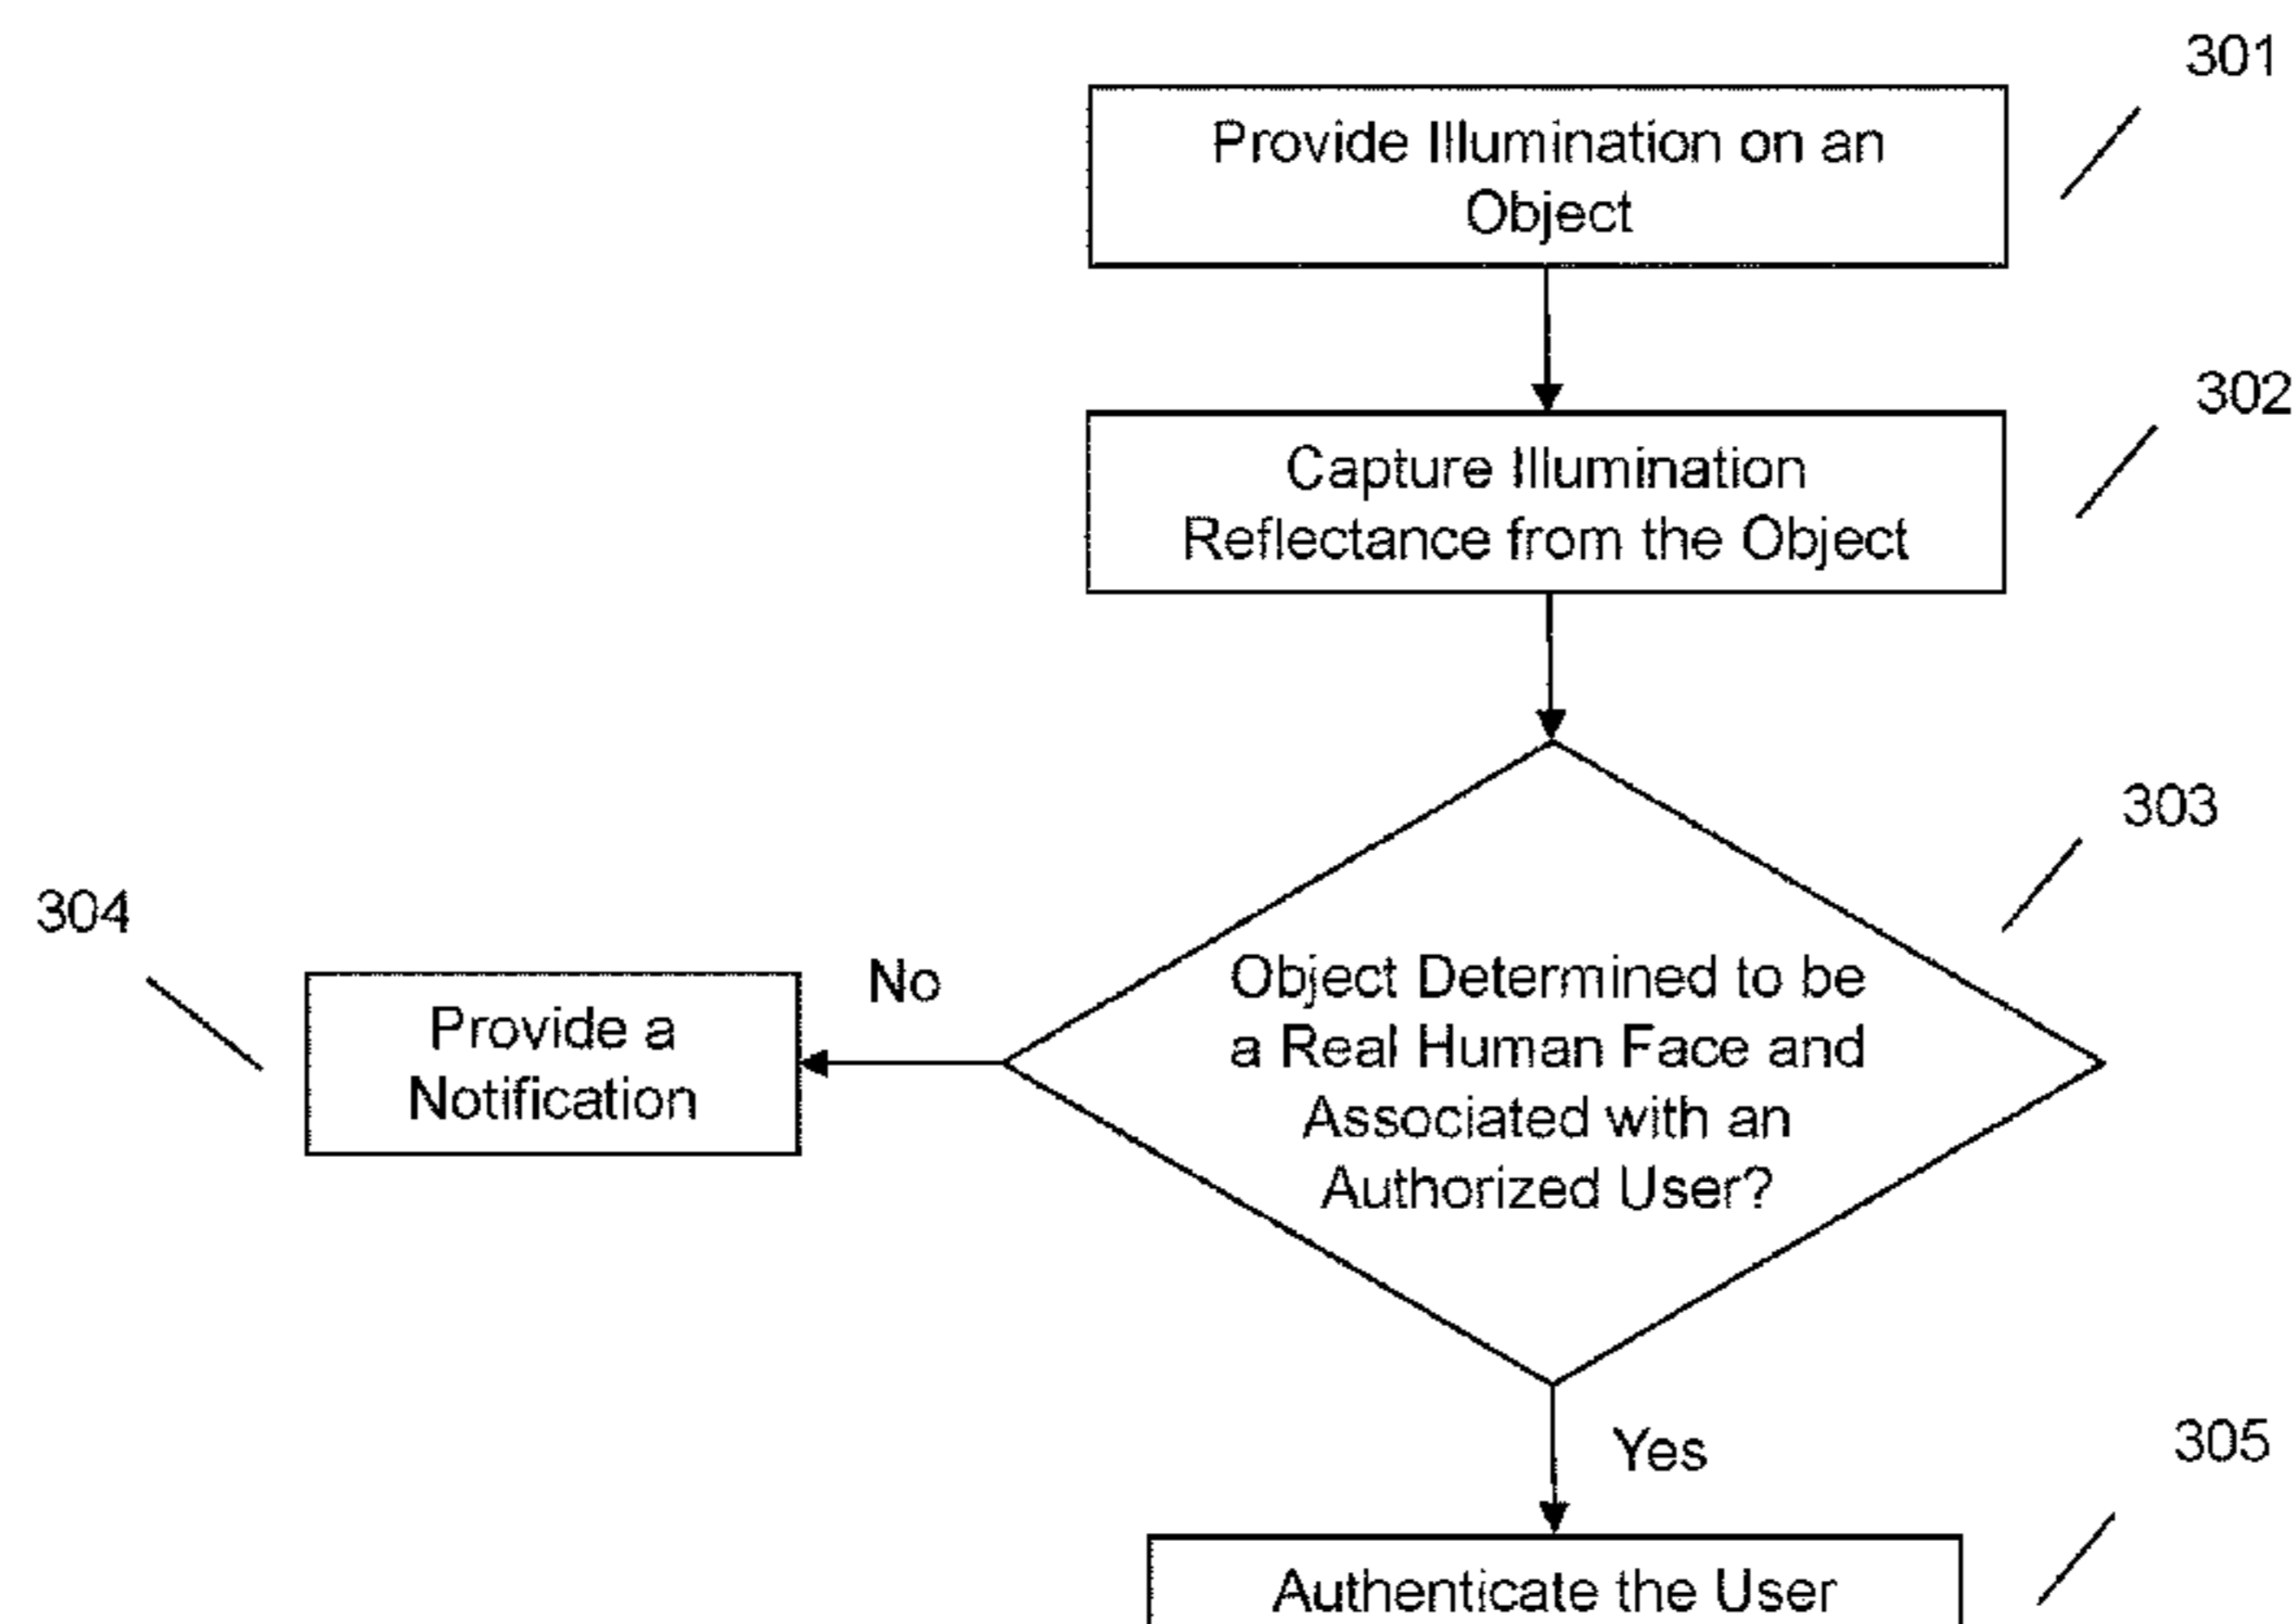 301
Provide Illumination on an
Object
302
Capture Illumination
Reflectance from the Object
303
Object Determined to be
a Real Human Face and
Associated with an
Authorized User?
304
No
Provide a
Notification
Yes
305
Authenticate the User